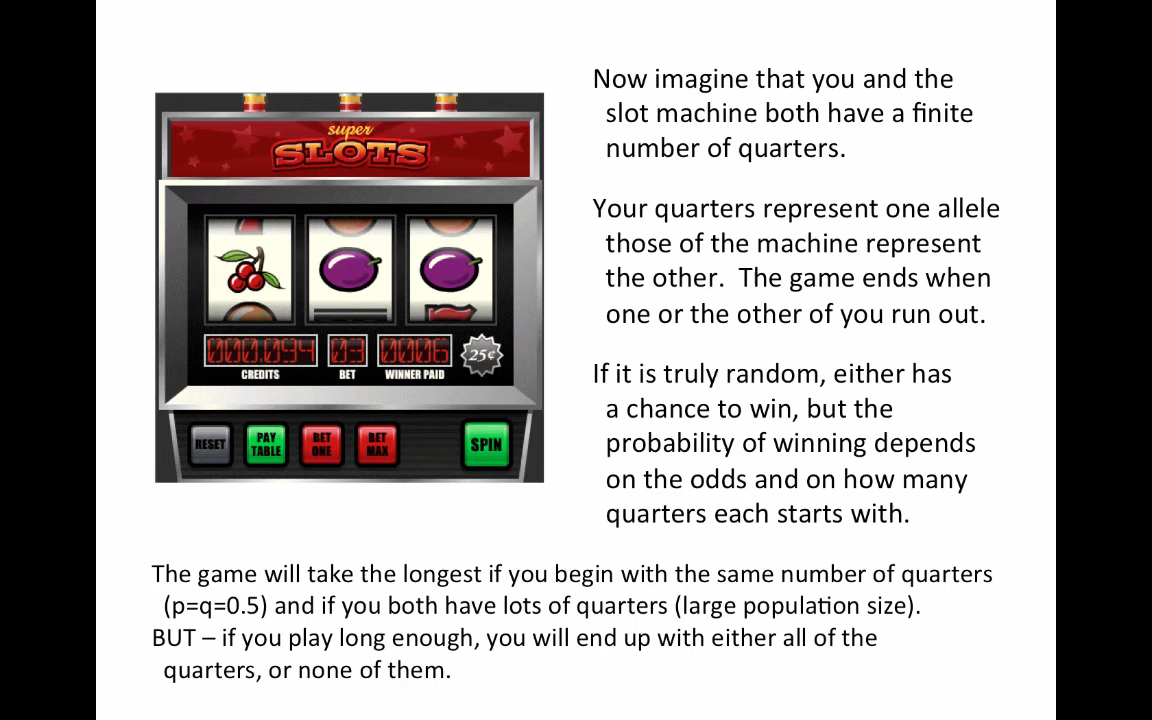 super
SLOTS
000.094
03
0006
25¢
CREDITS
BET
WINNER PAID
RESET
PAY
TABLE
BET
ONE
BET
MAX
SPIN
Now imagine that you and the
slot machine both have a finite
number of quarters.
Your quarters represent one allele
those of the machine represent
the other. The game ends when
one or the other of you run out.
If it is truly random, either has
a chance to win, but the
probability of winning depends
on the odds and on how many
quarters each starts with.
The game will take the longest if you begin with the same number of quarters
(p=q=0.5) and if you both have lots of quarters (large population size).
BUT – if you play long enough, you will end up with either all of the
quarters, or none of them.